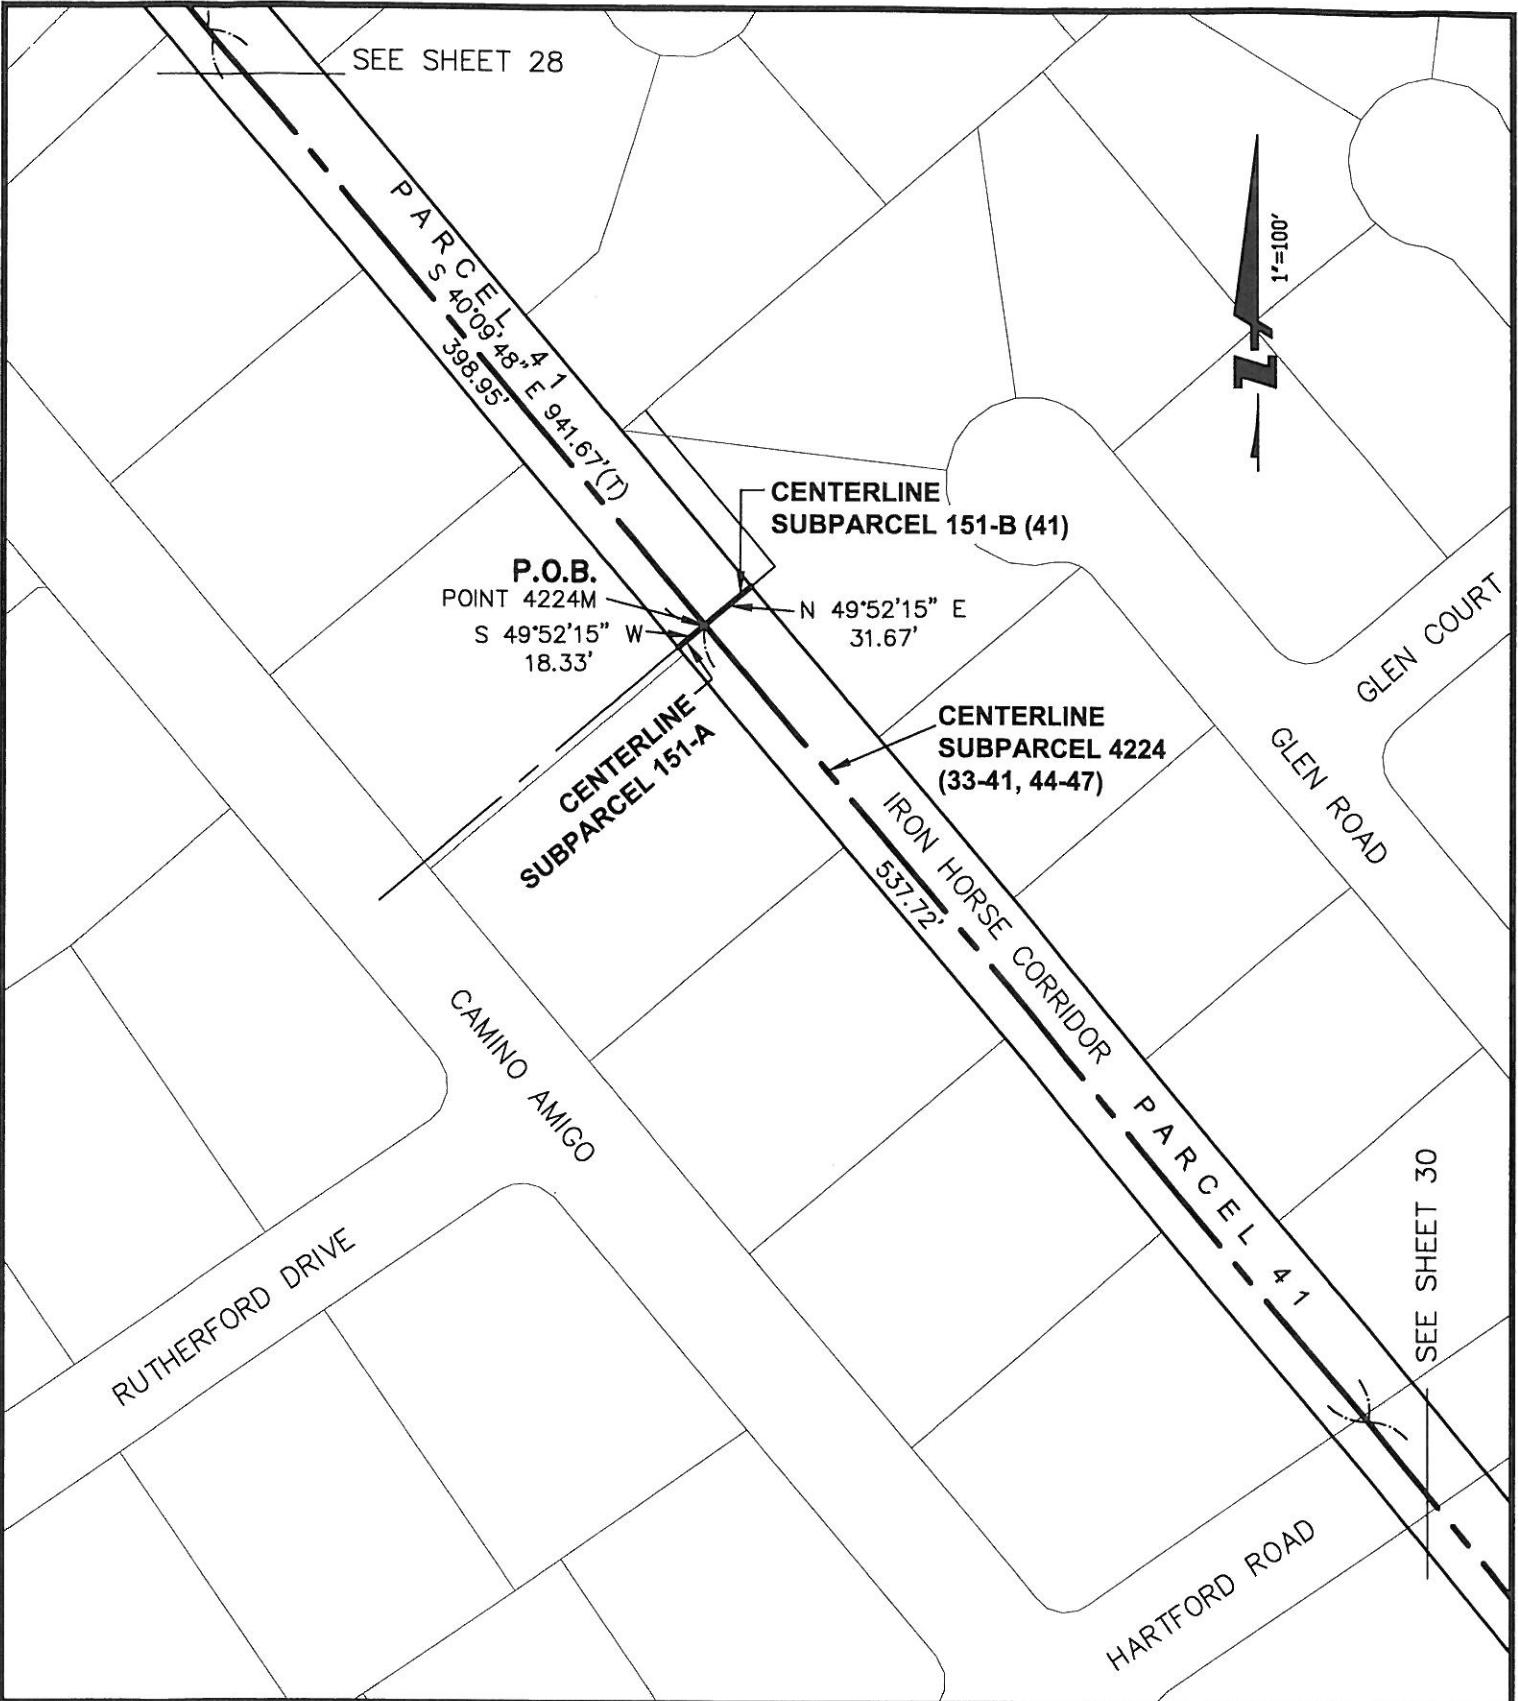 SEE SHEET 28
PARCEL 41
S 40°09'48" E 941.67'(T)
398.95'
1"=100'
N
CENTERLINE
SUBPARCEL 151-B (41)
P.O.B.
POINT 4224M
S 49°52'15" W
18.33'
N 49°52'15" E
31.67'
CENTERLINE
SUBPARCEL 151-A
CENTERLINE
SUBPARCEL 4224
(33-41, 44-47)
GLEN COURT
GLEN ROAD
IRON HORSE CORRIDOR
537.72'
CAMINO AMIGO
PARCEL 41
SEE SHEET 30
RUTHERFORD DRIVE
HARTFORD ROAD